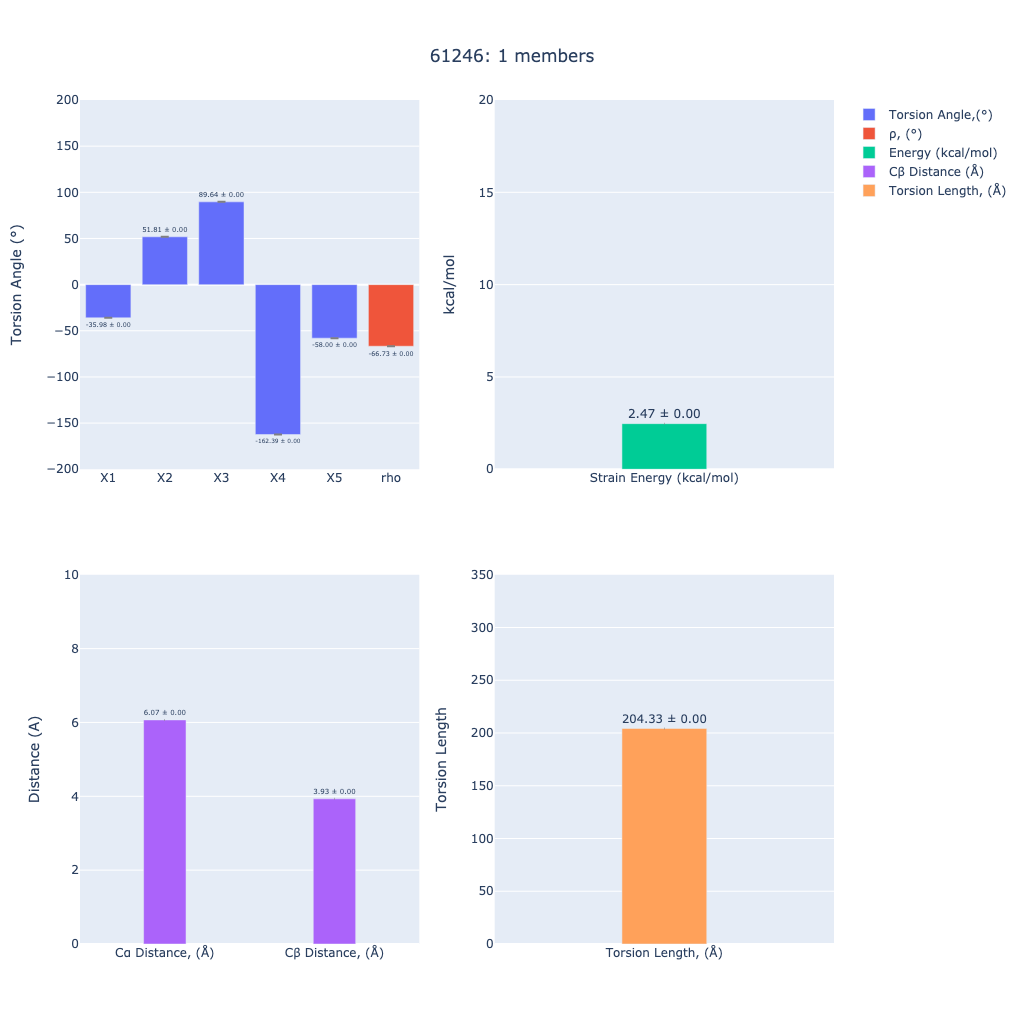 61246: 1 members
Torsion Angle (°)
200
150
100
50
0
−50
−100
−150
−200
-35.98 ± 0.00
51.81 ± 0.00
89.64 ± 0.00
-162.39 ± 0.00
-58.00 ± 0.00
-66.73 ± 0.00
X1 X2 X3 X4 X5 rho
kcal/mol
20
15
10
5
0
2.47 ± 0.00
Strain Energy (kcal/mol)
Torsion Angle,(°)
ρ, (°)
Energy (kcal/mol)
Cβ Distance (Å)
Torsion Length, (Å)
Distance (A)
10
8
6
4
2
0
6.07 ± 0.00
3.93 ± 0.00
Cα Distance, (Å) Cβ Distance, (Å)
Torsion Length
350
300
250
200
150
100
50
0
204.33 ± 0.00
Torsion Length, (Å)